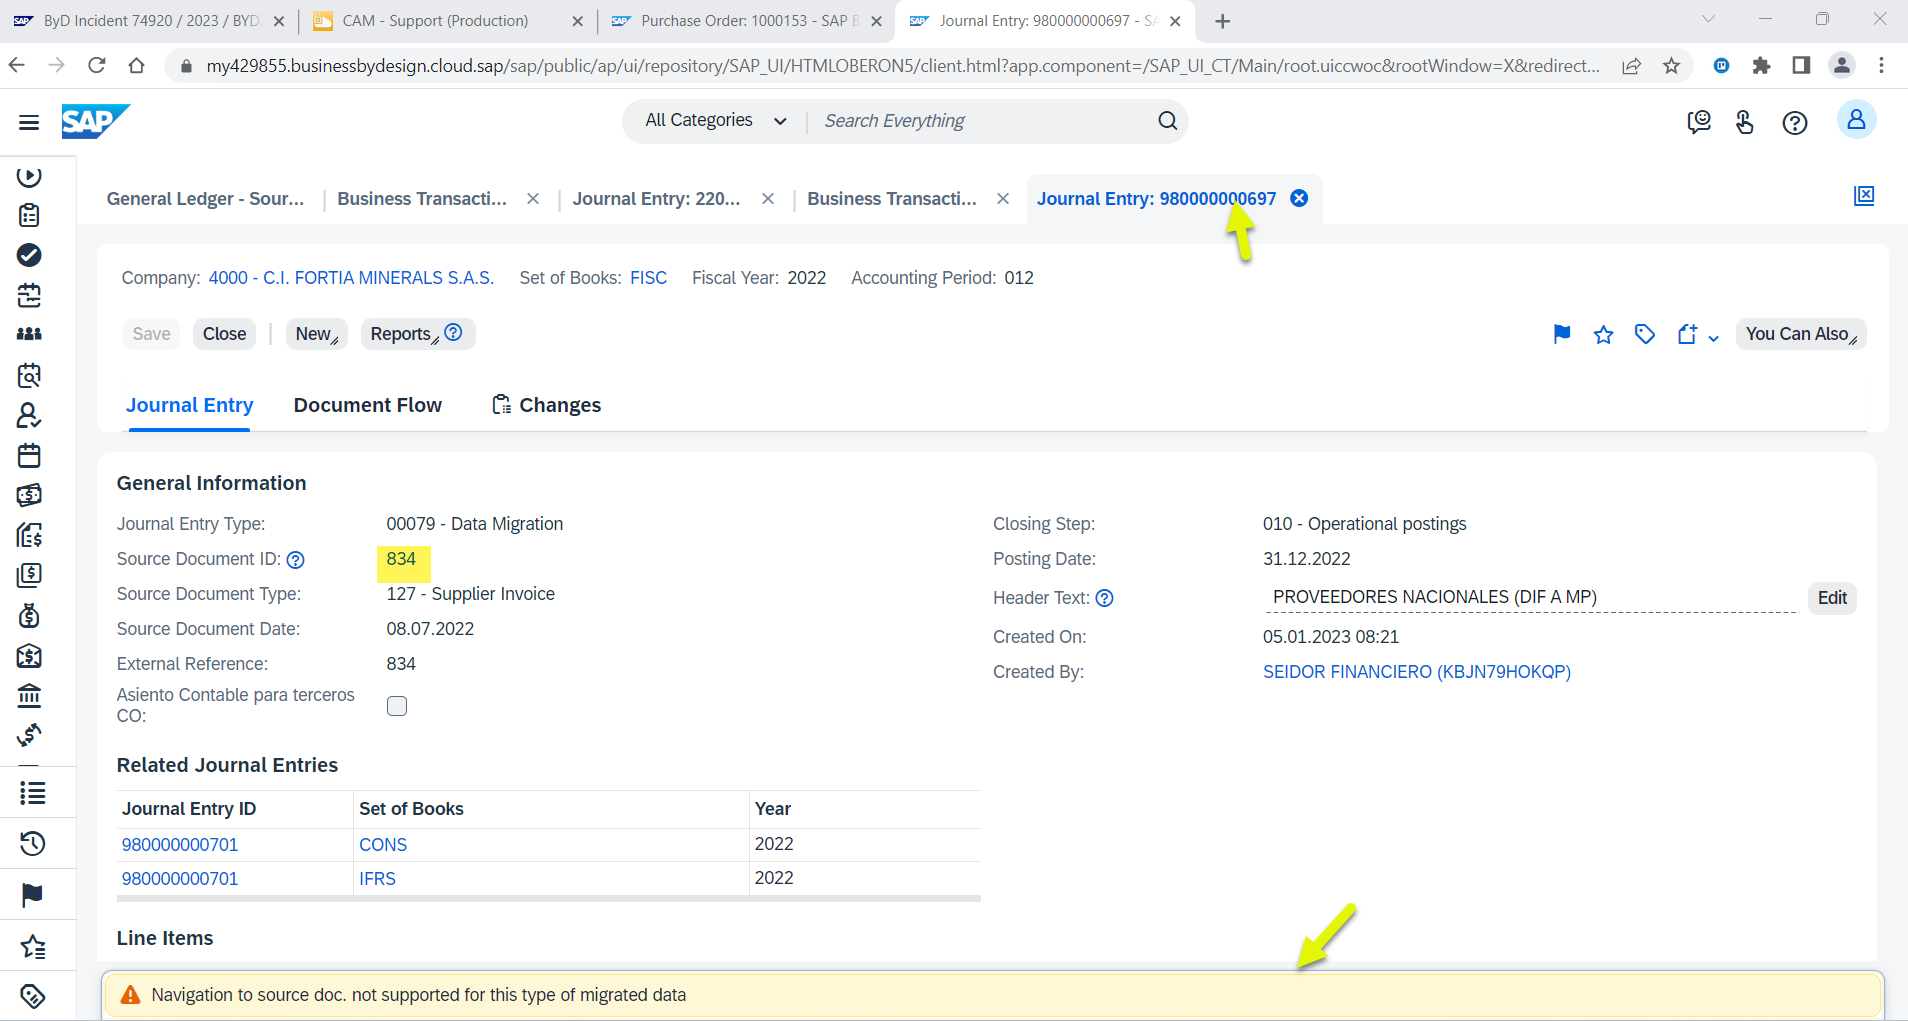 ByD Incident 74920 / 2023 / BYD
CAM - Support (Production)
Purchase Order: 1000153 - SAP B
Journal Entry: 980000000697 - SA
my429855.businessbydesign.cloud.sap/sap/public/ap/ui/repository/SAP_UI/HTMLOBERON5/client.html?app.component=/SAP_UI_CT/Main/root.uiccwoc&rootWindow=X&redirect...
SAP
All Categories
Search Everything
General Ledger - Sour...
Business Transacti...
Journal Entry: 220...
Business Transacti...
Journal Entry: 980000000697
Company: 4000 - C.I. FORTIA MINERALS S.A.S. Set of Books: FISC Fiscal Year: 2022 Accounting Period: 012
Save Close New Reports You Can Also
Journal Entry Document Flow Changes
General Information
Journal Entry Type: 00079 - Data Migration
Source Document ID: 834
Source Document Type: 127 - Supplier Invoice
Source Document Date: 08.07.2022
External Reference: 834
Asiento Contable para terceros
CO:
Closing Step: 010 - Operational postings
Posting Date: 31.12.2022
Header Text: PROVEEDORES NACIONALES (DIF A MP) Edit
Created On: 05.01.2023 08:21
Created By: SEIDOR FINANCIERO (KBJN79HOKQP)
Related Journal Entries
Journal Entry ID Set of Books Year
980000000701 CONS 2022
980000000701 IFRS 2022
Line Items
Navigation to source doc. not supported for this type of migrated data